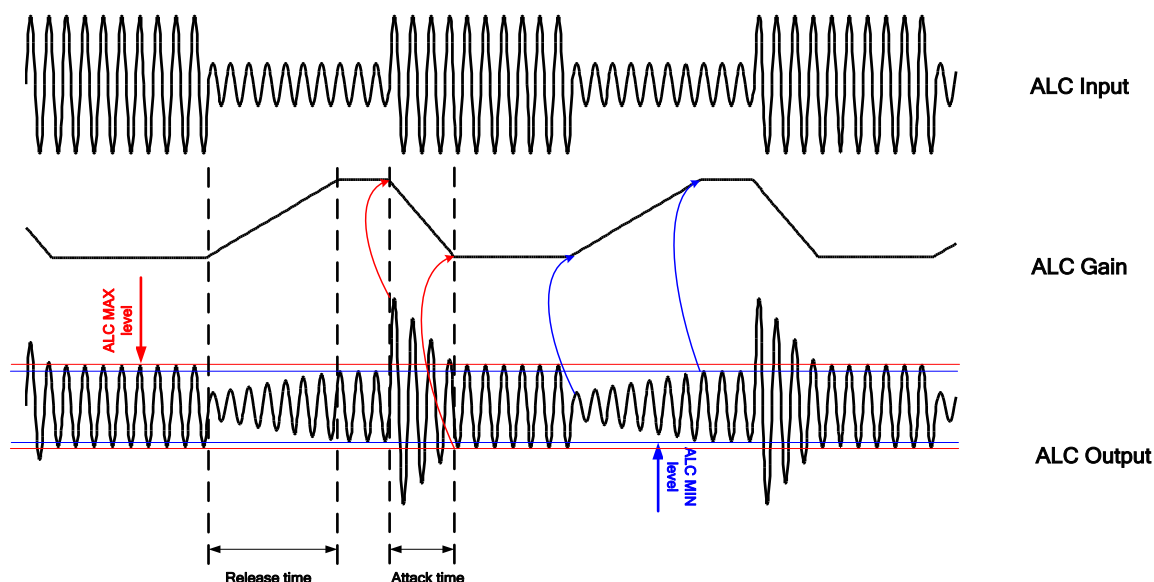 ALC Input
ALC Gain
ALC MAX
level
ALC MIN
level
ALC Output
Release time
Attack time